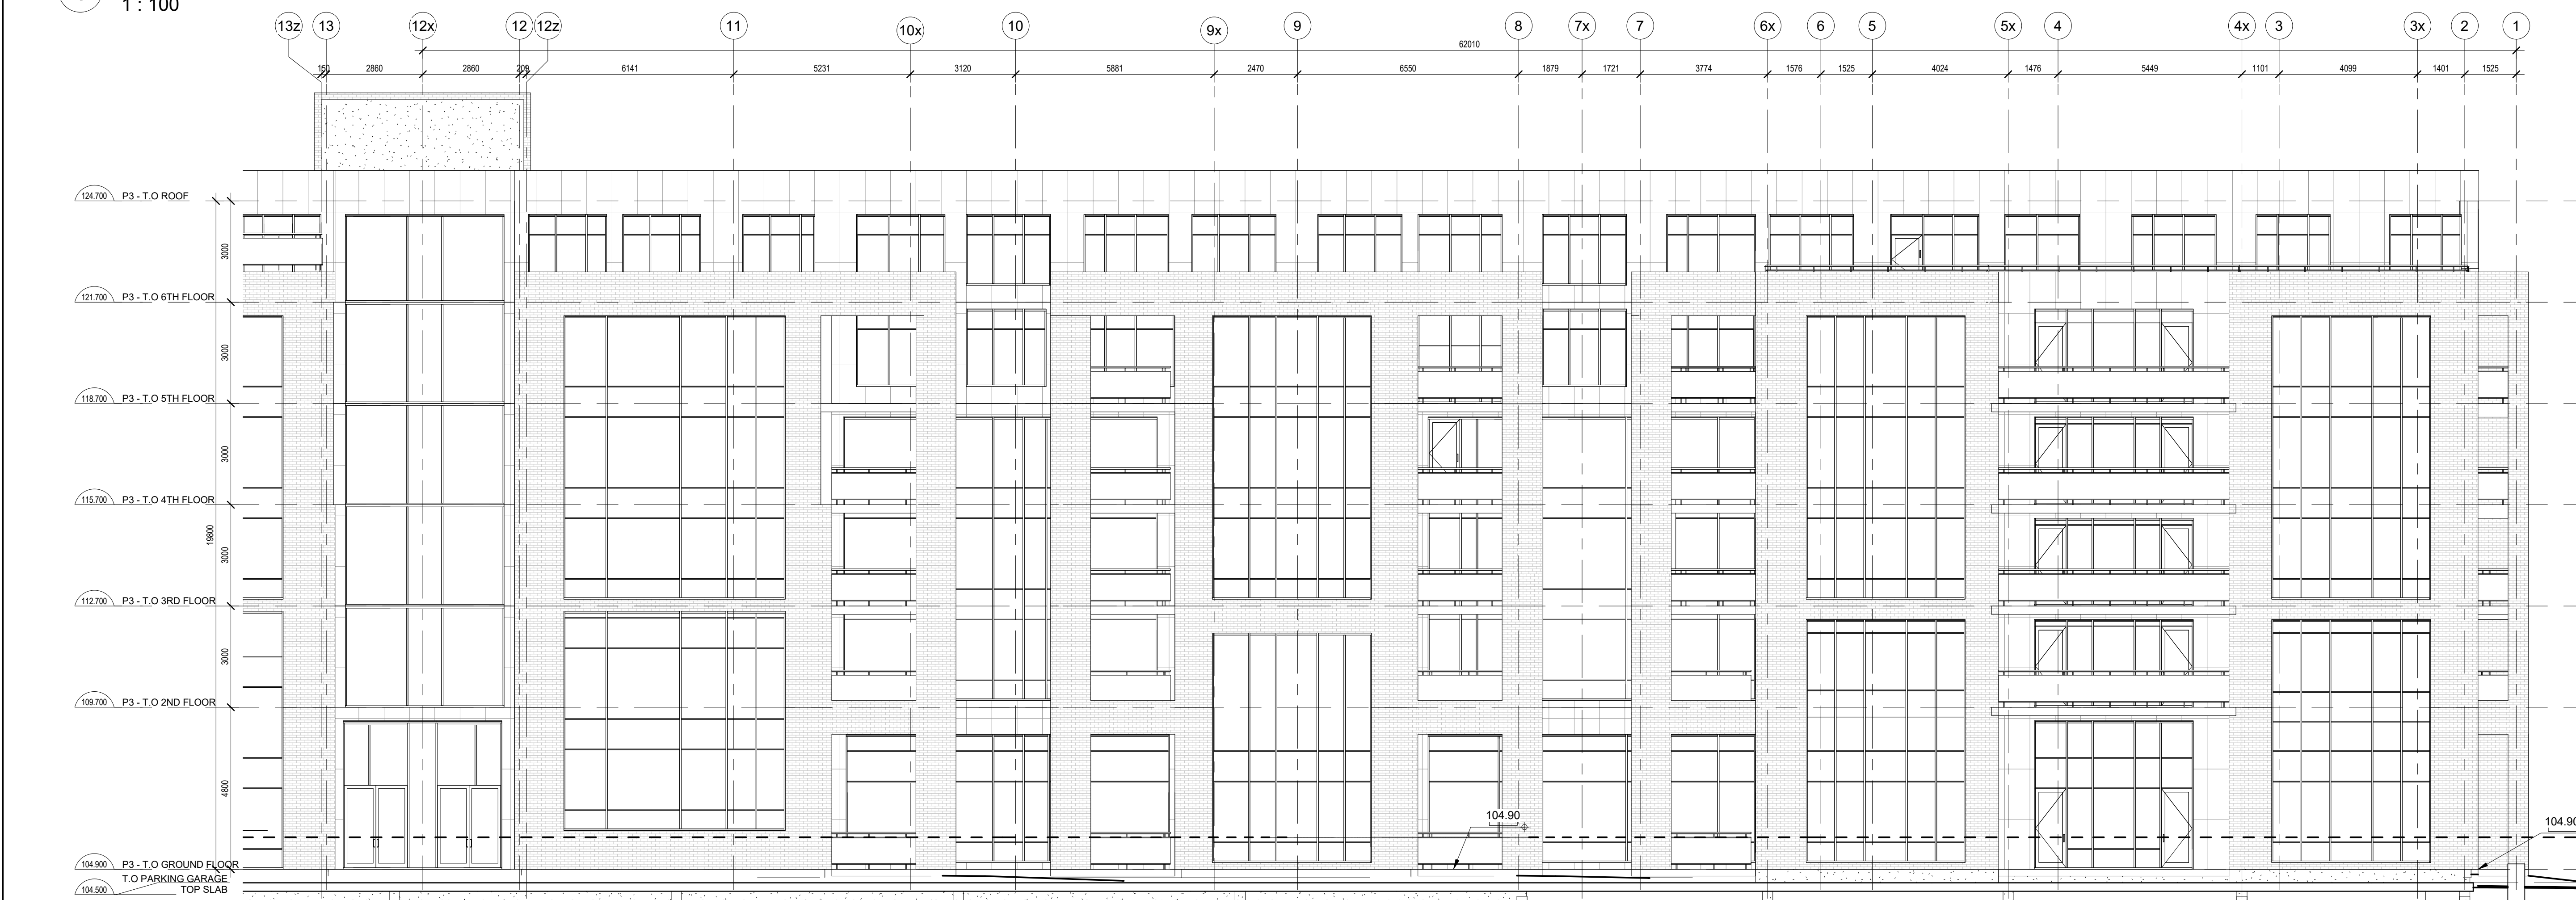 1 : 100
13z 13 12x 12 12z 11 10x 10 9x 9 8 7x 7 6x 6 5 5x 4 4x 3 3x 2 1
62010
150 2860 2860 209 6141 5231 3120 5881 2470 6550 1879 1721 3774 1576 1525 4024 1476 5449 1101 4099 1401 1525
124.700 P3 - T.O ROOF
3000
121.700 P3 - T.O 6TH FLOOR
3000
118.700 P3 - T.O 5TH FLOOR
3000
115.700 P3 - T.O 4TH FLOOR
19800
3000
112.700 P3 - T.O 3RD FLOOR
3000
109.700 P3 - T.O 2ND FLOOR
4800
104.90
104.90
104.900 P3 - T.O GROUND FLOOR
T.O PARKING GARAGE
104.500 TOP SLAB